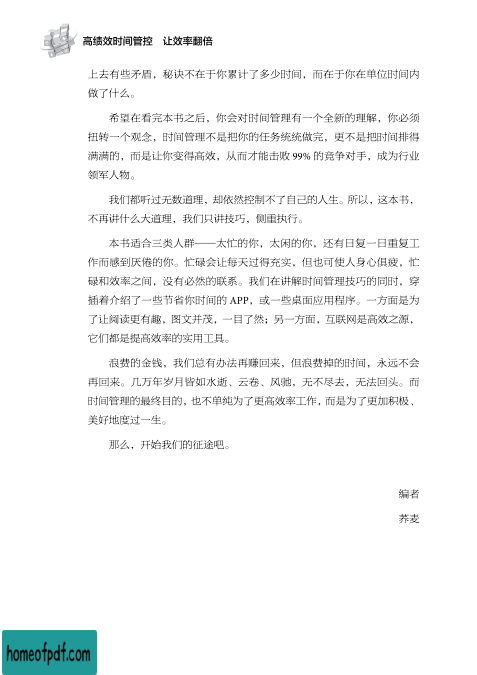 高绩效时间管控　让效率翻倍
上去有些矛盾，秘诀不在于你累计了多少时间，而在于你在单位时间内
做了什么。
希望在看完本书之后，你会对时间管理有一个全新的理解，你必须
扭转一个观念，时间管理不是把你的任务统统做完，更不是把时间排得
满满的，而是让你变得高效，从而才能击败 99% 的竞争对手，成为行业
领军人物。
我们都听过无数道理，却依然控制不了自己的人生。所以，这本书，
不再讲什么大道理，我们只讲技巧，侧重执行。
本书适合三类人群——太忙的你，太闲的你，还有日复一日重复工
作而感到厌倦的你。忙碌会让每天过得充实，但也可使人身心俱疲，忙
碌和效率之间，没有必然的联系。我们在讲解时间管理技巧的同时，穿
插着介绍了一些节省你时间的 APP，或一些桌面应用程序。一方面是为
了让阅读更有趣，图文并茂，一目了然；另一方面，互联网是高效之源，
它们都是提高效率的实用工具。
浪费的金钱，我们总有办法再赚回来，但浪费掉的时间，永远不会
再回来。几万年岁月皆如水逝、云卷、风驰，无不尽去，无法回头。而
时间管理的最终目的，也不单纯为了更高效率工作，而是为了更加积极、
美好地度过一生。
那么，开始我们的征途吧。
编者
荞麦
homeofpdf.com